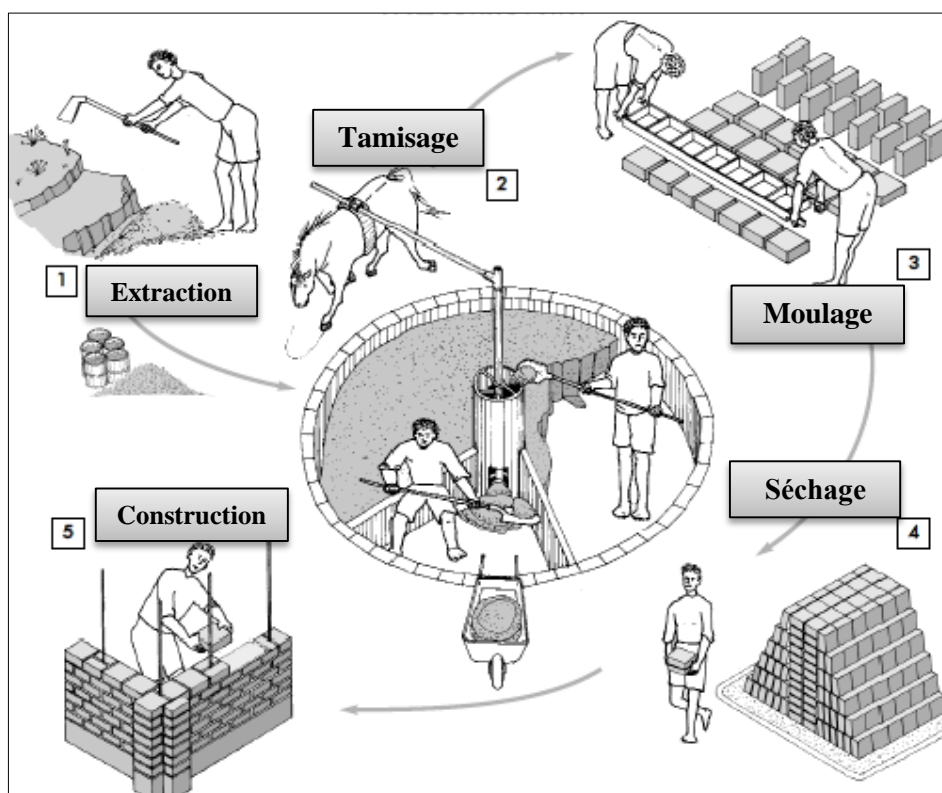 1
Extraction
Tamisage
2
3
Moulage
Séchage
4
5
Construction